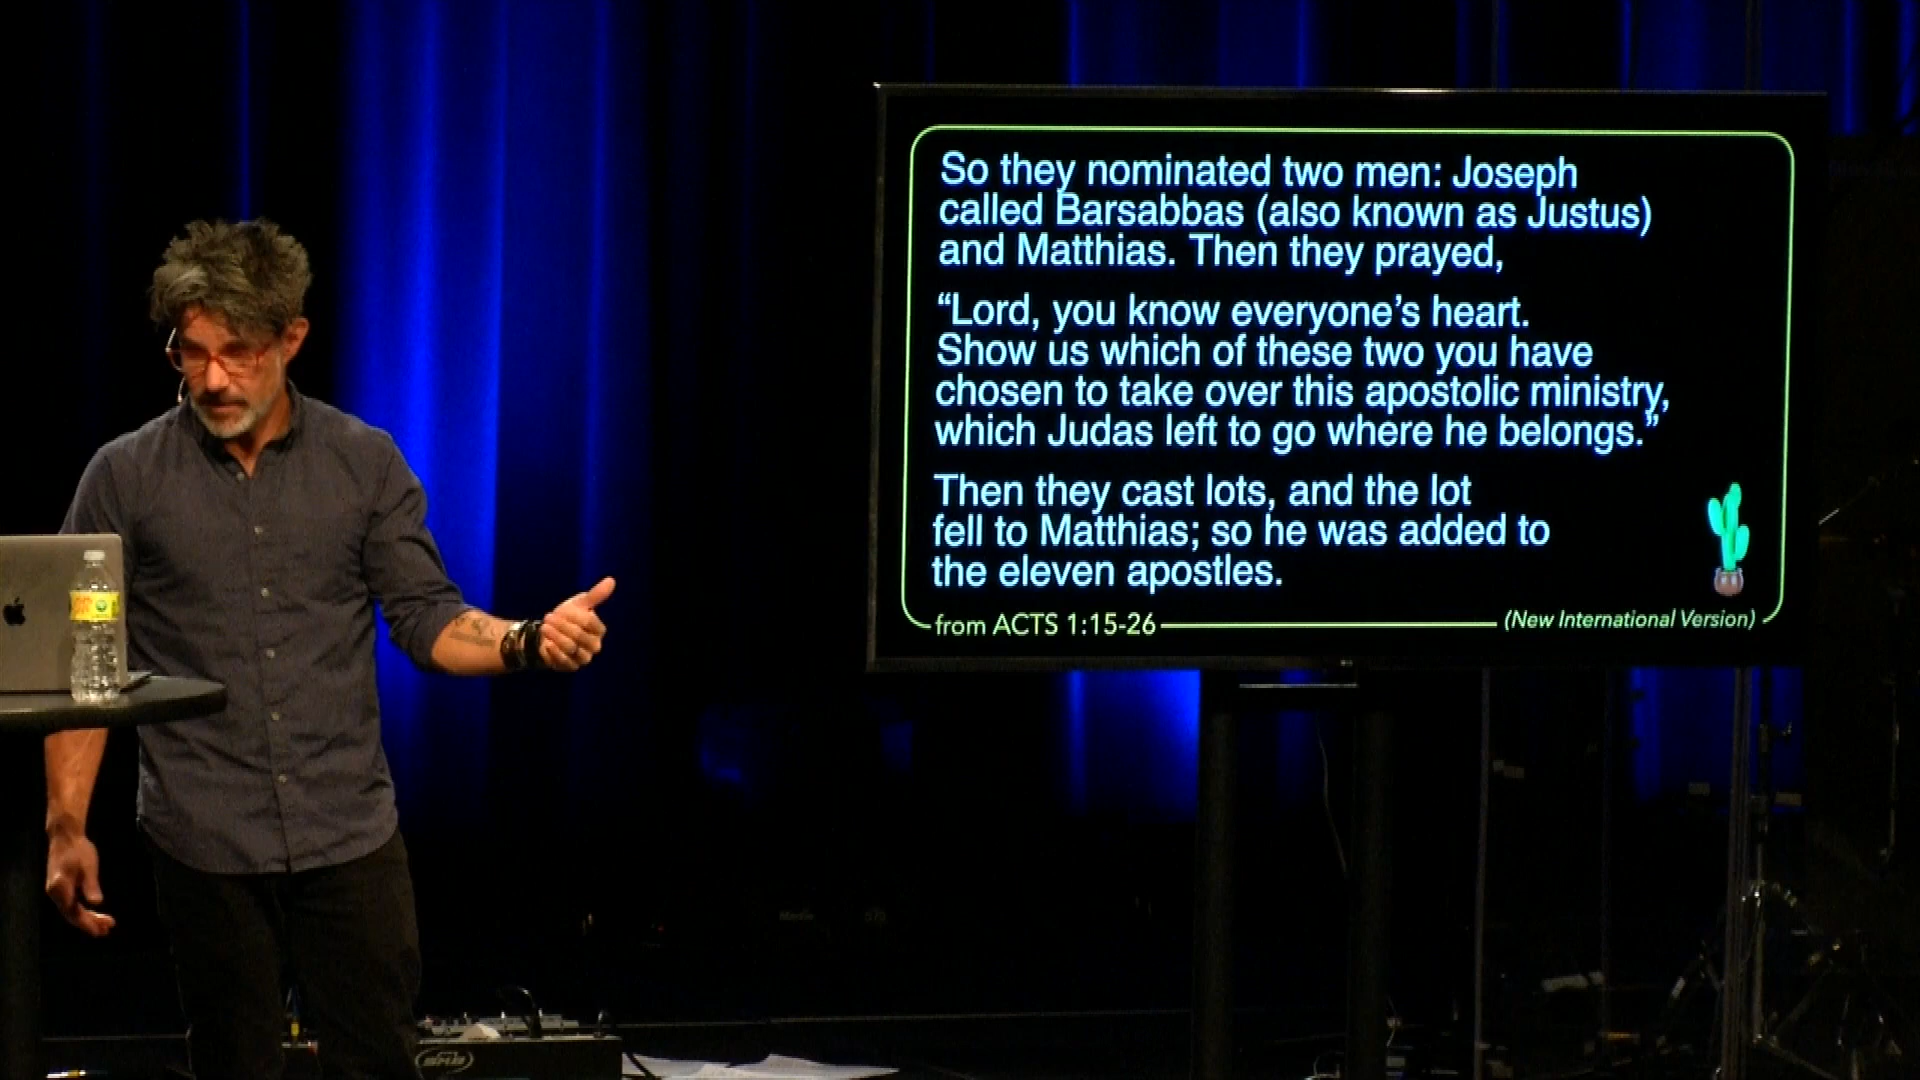 So they nominated two men: Joseph
called Barsabbas (also known as Justus)
and Matthias. Then they prayed,
“Lord, you know everyone’s heart.
Show us which of these two you have
chosen to take over this apostolic ministry,
which Judas left to go where he belongs.”
Then they cast lots, and the lot
fell to Matthias; so he was added to
the eleven apostles.
from ACTS 1:15-26
(New International Version)